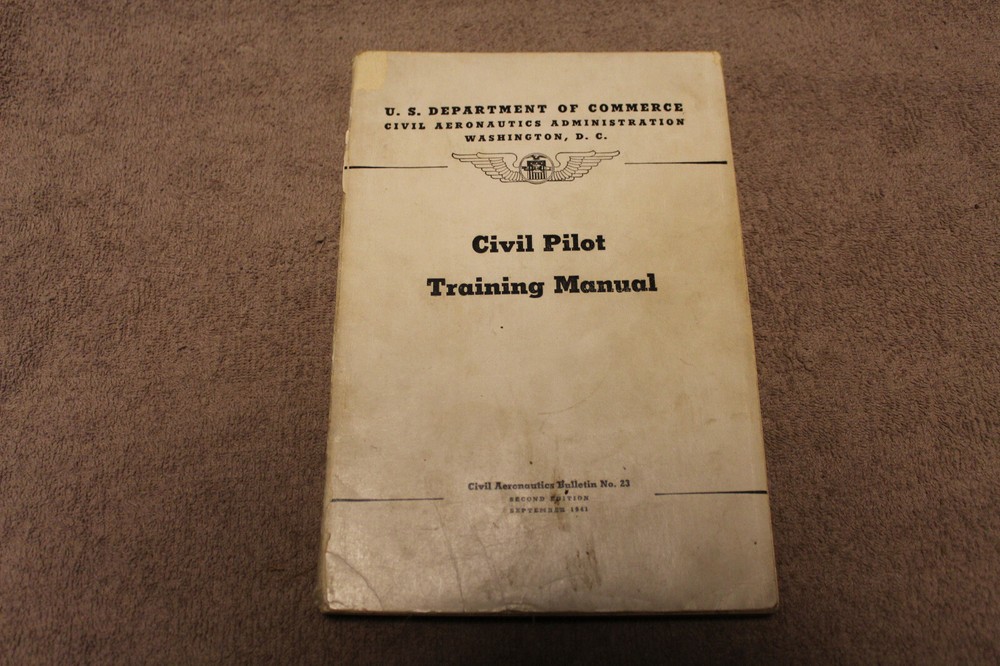 U. S. DEPARTMENT OF COMMERCE
CIVIL AERONAUTICS ADMINISTRATION
WASHINGTON, D. C.
Civil Pilot
Training Manual
Civil Aeronautics Bulletin No. 23
SECOND EDITION
SEPTEMBER 1941